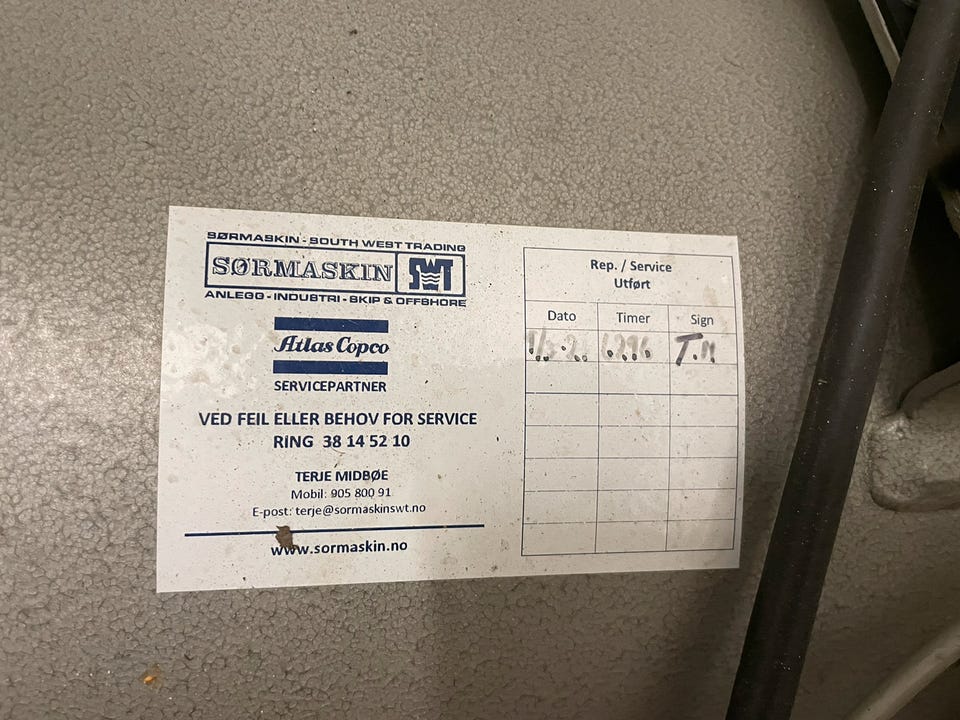 SØRMASKIN - SOUTH WEST TRADING
SØRMASKIN SWT
ANLEGG - INDUSTRI - SKIP & OFFSHORE
Atlas Copco
SERVICEPARTNER
VED FEIL ELLER BEHOV FOR SERVICE
RING 38 14 52 10
TERJE MIDBØE
Mobil: 905 800 91
E-post: terje@sormaskinswt.no
www.sormaskin.no
Rep. / Service
Utført
Dato Timer Sign
T.M